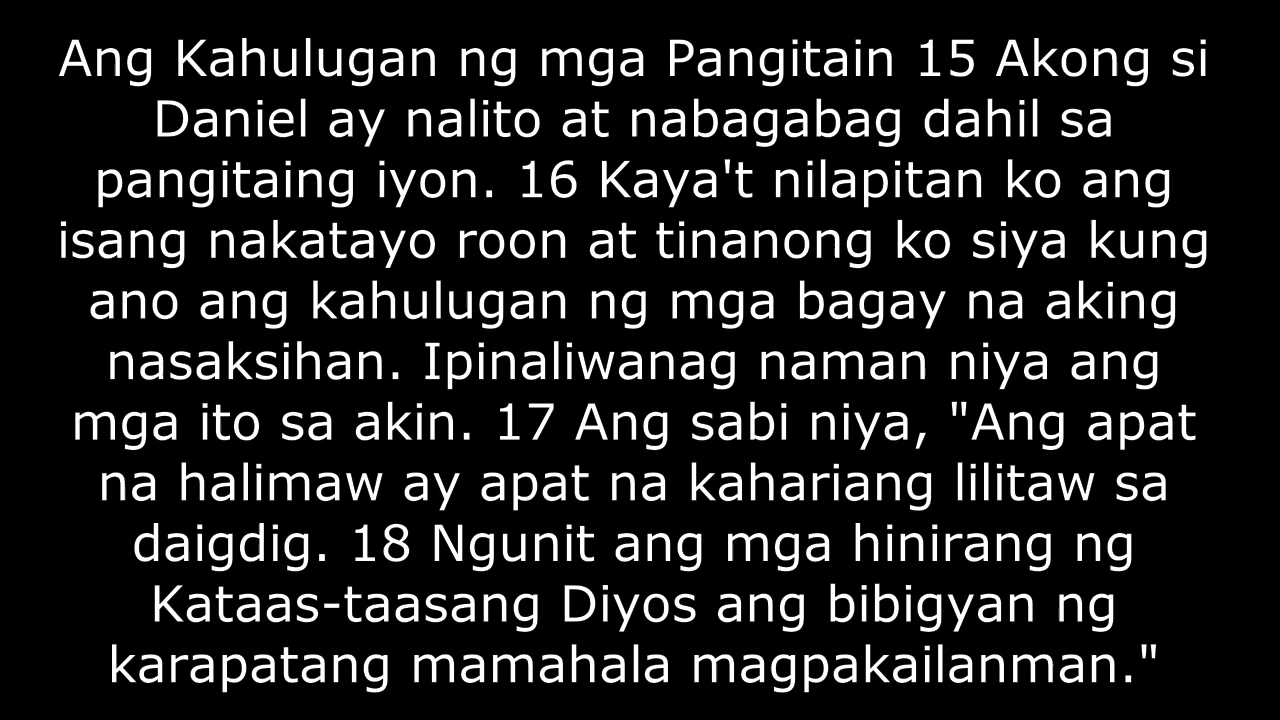 Ang Kahulugan ng mga Pangitain 15 Akong si
Daniel ay nalito at nabagabag dahil sa
pangitaing iyon. 16 Kaya't nilapitan ko ang
isang nakatayo roon at tinanong ko siya kung
ano ang kahulugan ng mga bagay na aking
nasaksihan. Ipinaliwanag naman niya ang
mga ito sa akin. 17 Ang sabi niya, "Ang apat
na halimaw ay apat na kahariang lilitaw sa
daigdig. 18 Ngunit ang mga hinirang ng
Kataas-taasang Diyos ang bibigyan ng
karapatang mamahala magpakailanman."